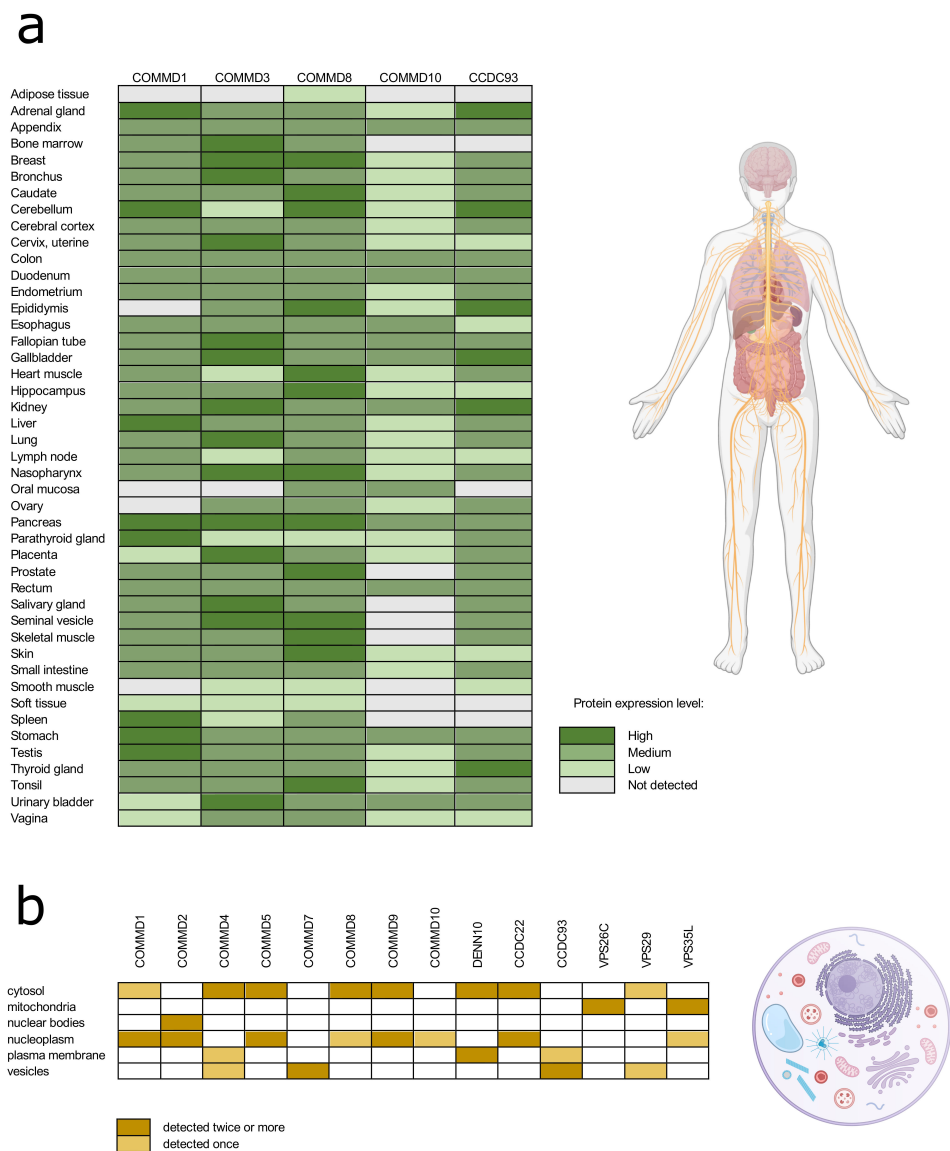 a
COMMD1 COMMD3 COMMD8 COMMD10 CCDC93
Adipose tissue
Adrenal gland
Appendix
Bone marrow
Breast
Bronchus
Caudate
Cerebellum
Cerebral cortex
Cervix, uterine
Colon
Duodenum
Endometrium
Epididymis
Esophagus
Fallopian tube
Gallbladder
Heart muscle
Hippocampus
Kidney
Liver
Lung
Lymph node
Nasopharynx
Oral mucosa
Ovary
Pancreas
Parathyroid gland
Placenta
Prostate
Rectum
Salivary gland
Seminal vesicle
Skeletal muscle
Skin
Small intestine
Smooth muscle
Soft tissue
Spleen
Stomach
Testis
Thyroid gland
Tonsil
Urinary bladder
Vagina
Protein expression level:
High
Medium
Low
Not detected
b
COMMD1 COMMD2 COMMD4 COMMD5 COMMD7 COMMD8 COMMD9 COMMD10 DENN10 CCDC22 CCDC93 VPS26C VPS29 VPS35L
cytosol
mitochondria
nuclear bodies
nucleoplasm
plasma membrane
vesicles
detected twice or more
detected once